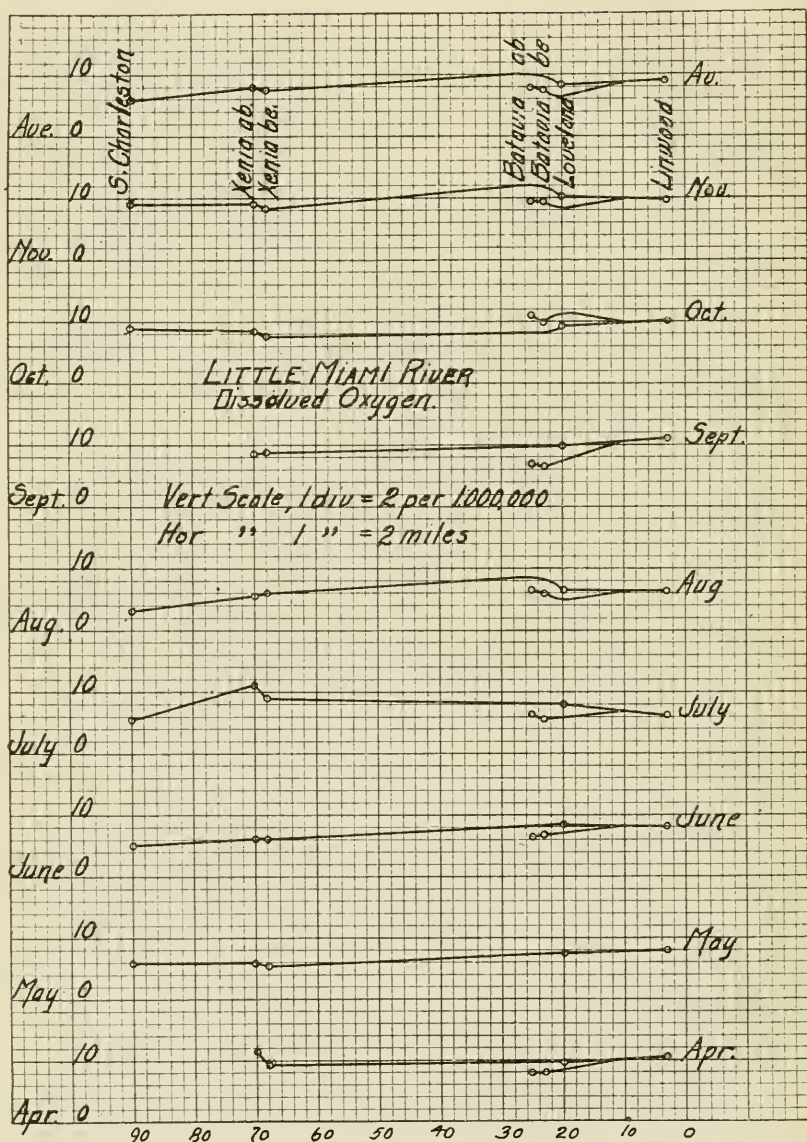 10
Ave. 0
S. Charleston
Xenia ab.
Xenia be.
Batavia ab.
Batavia be.
Loveland
Linwood
Av.
10
Nov. 0
Nov.
10
Oct. 0
Oct.
LITTLE MIAMI RIVER
Dissolved Oxygen.
10
Sept. 0
Sept.
Vert Scale, 1 div = 2 per 1.000,000
Hor " 1 " = 2 miles
10
Aug. 0
Aug
10
July 0
July
10
June 0
June
10
May 0
May
10
Apr. 0
Apr.
90 80 70 60 50 40 30 20 10 0